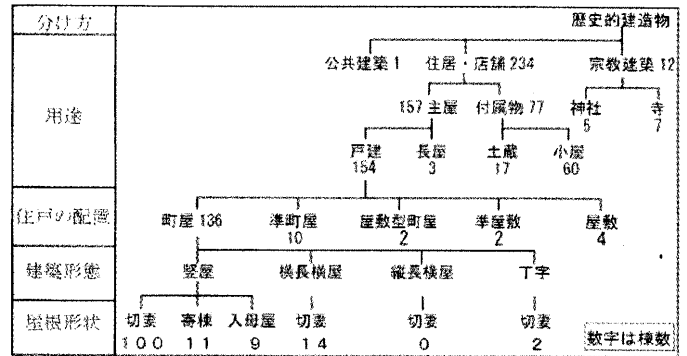 分け方
歴史的建造物
用途
公共建築 1 住居・店舗 234 宗教建築 12
157 主屋 付属物 77 神社 寺
5 7
戸建 長屋 土蔵 小屋
154 3 17 60
住戸の配置
町屋 136 準町屋 屋敷型町屋 準屋敷 屋敷
10 2 2 4
建築形態
竪屋 横長横屋 縦長横屋 丁字
屋根形状
切妻 寄棟 入母屋 切妻 切妻 切妻
100 11 9 14 0 2
数字は棟数